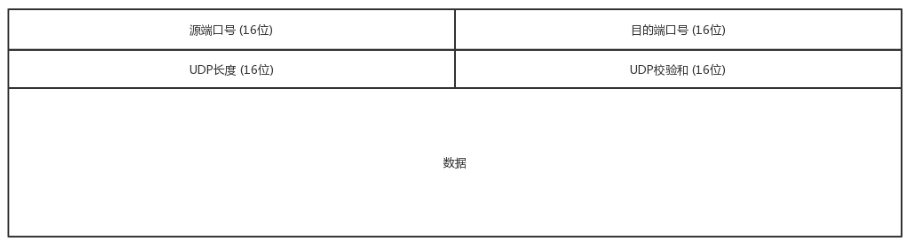 源端口号 (16位)
目的端口号 (16位)
UDP长度 (16位)
UDP校验和 (16位)
数据